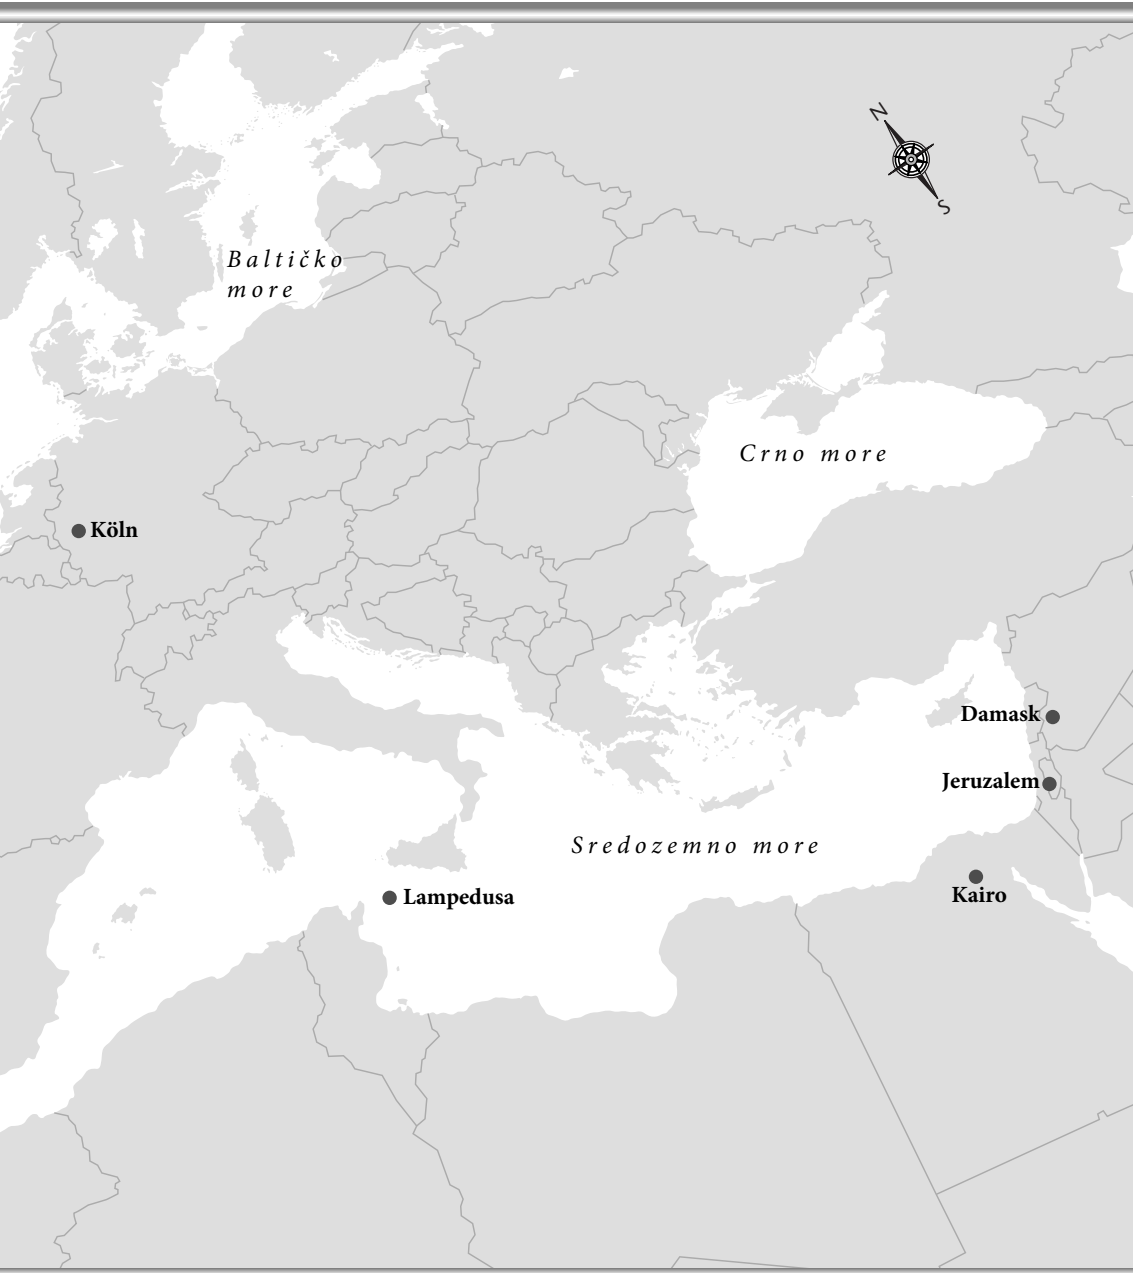 N
S
Baltičko
more
Crno more
Köln
Damask
Jeruzalem
Sredozemno more
Kairo
Lampedusa